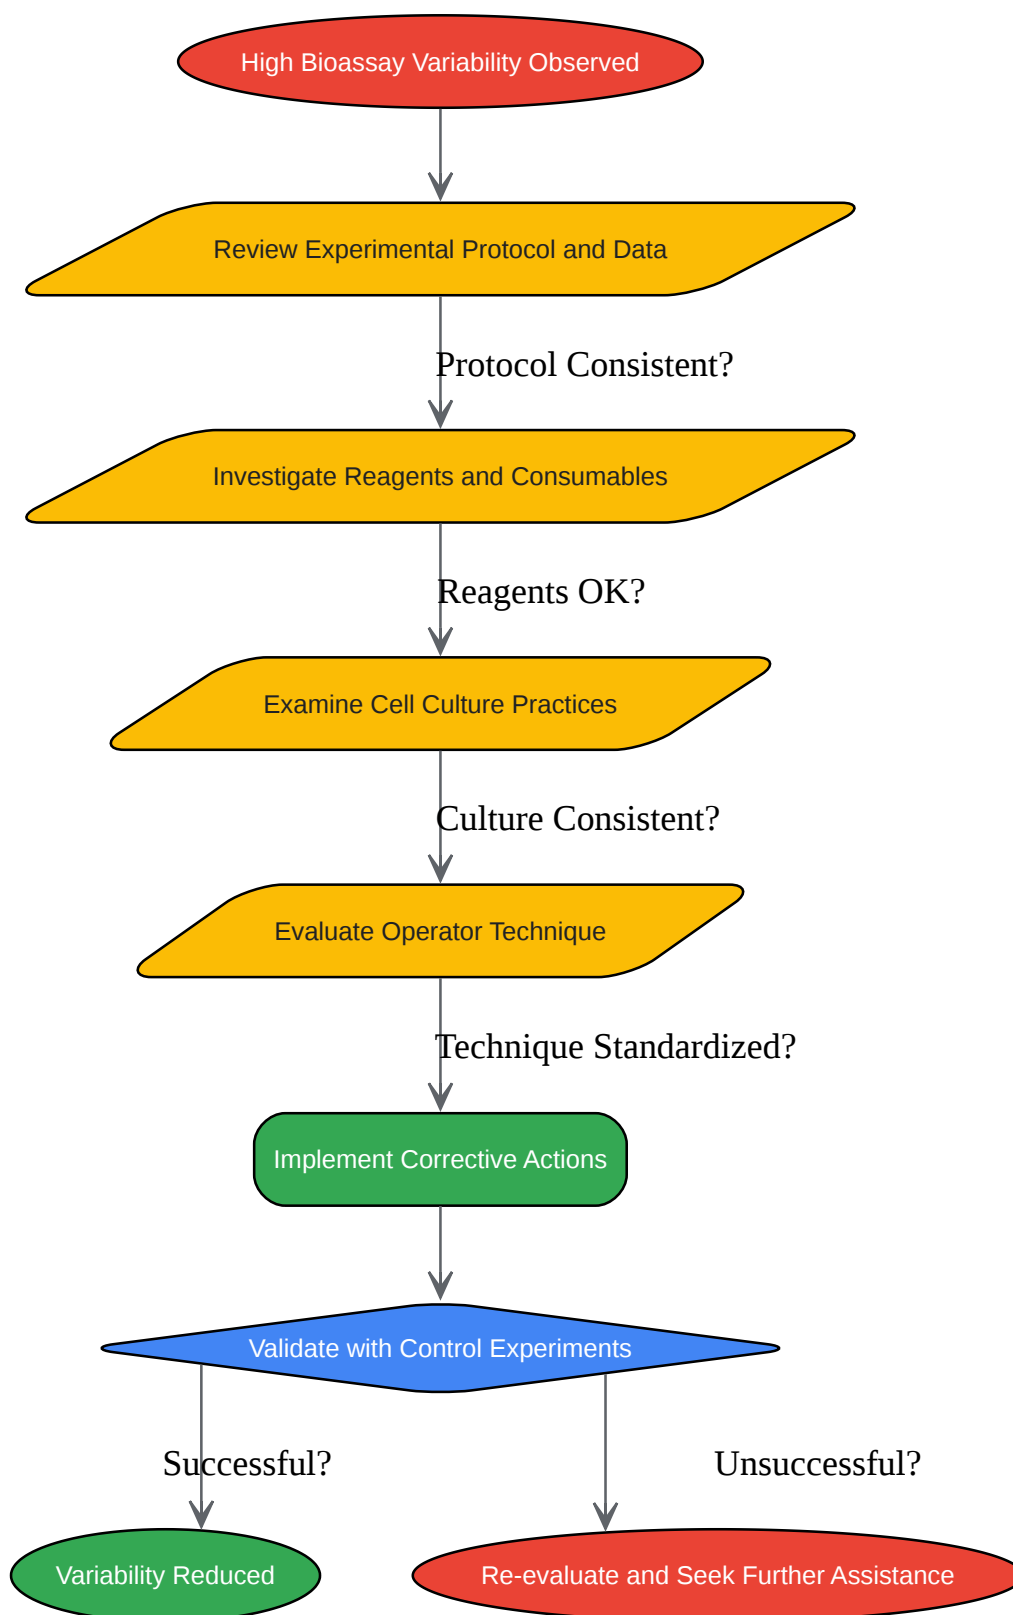 High Bioassay Variability Observed
Review Experimental Protocol and Data
Protocol Consistent?
Investigate Reagents and Consumables
Reagents OK?
Examine Cell Culture Practices
Culture Consistent?
Evaluate Operator Technique
Technique Standardized?
Implement Corrective Actions
Validate with Control Experiments
Successful?
Unsuccessful?
Variability Reduced
Re-evaluate and Seek Further Assistance